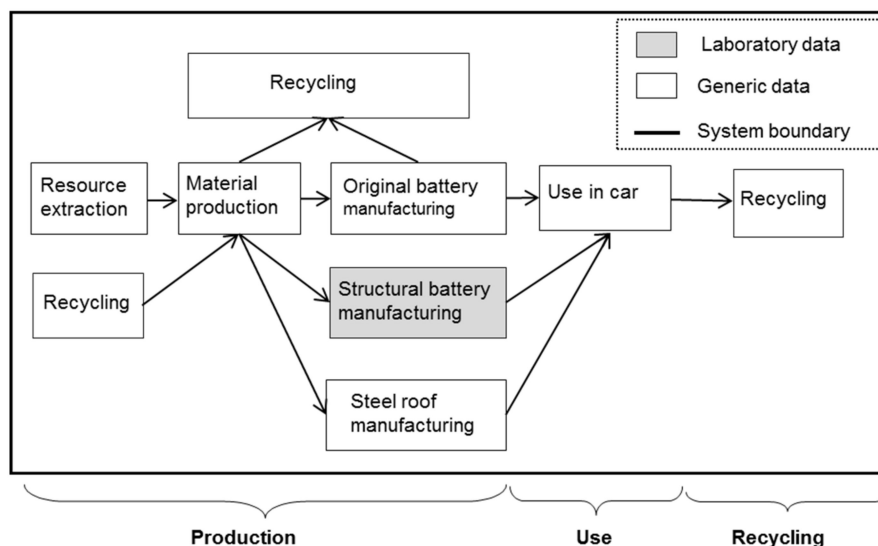 Laboratory data
Generic data
System boundary
Recycling
Resource
extraction
Material
production
Original battery
manufacturing
Use in car
Recycling
Recycling
Structural battery
manufacturing
Steel roof
manufacturing
Production
Use
Recycling